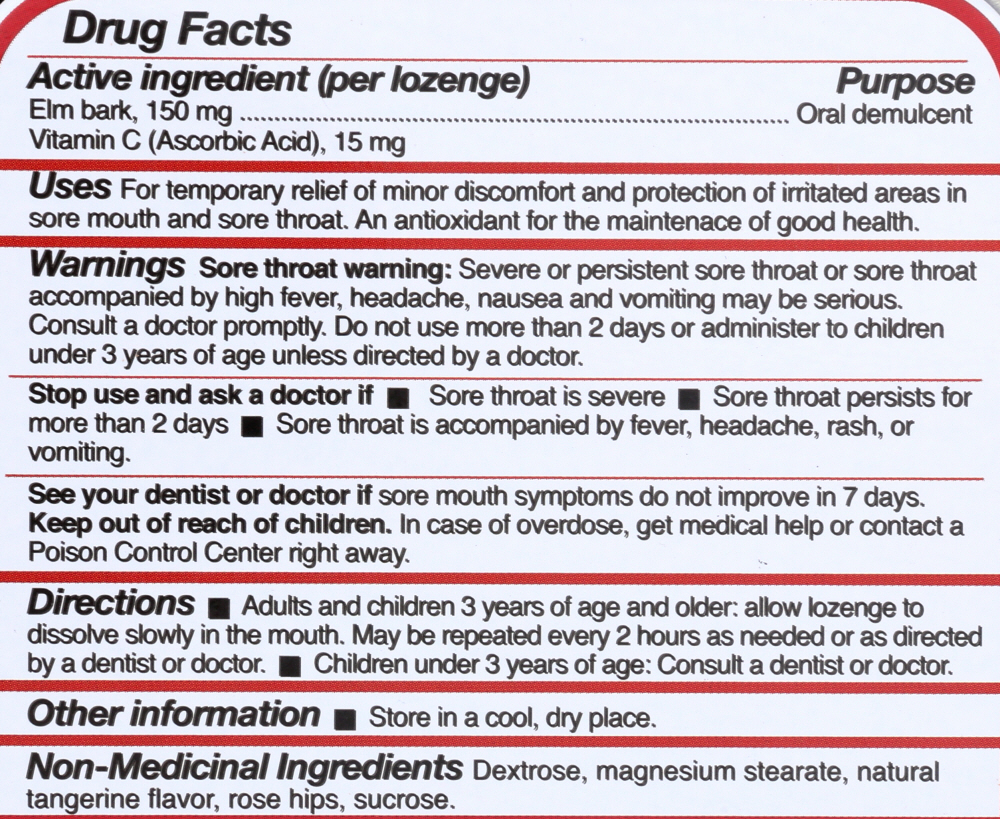 Drug Facts
Active ingredient (per lozenge) Purpose
Elm bark, 150 mg ........................................................................................ Oral demulcent
Vitamin C (Ascorbic Acid), 15 mg
Uses For temporary relief of minor discomfort and protection of irritated areas in
sore mouth and sore throat. An antioxidant for the maintenace of good health.
Warnings Sore throat warning: Severe or persistent sore throat or sore throat
accompanied by high fever, headache, nausea and vomiting may be serious.
Consult a doctor promptly. Do not use more than 2 days or administer to children
under 3 years of age unless directed by a doctor.
Stop use and ask a doctor if ■ Sore throat is severe ■ Sore throat persists for
more than 2 days ■ Sore throat is accompanied by fever, headache, rash, or
vomiting.
See your dentist or doctor if sore mouth symptoms do not improve in 7 days.
Keep out of reach of children. In case of overdose, get medical help or contact a
Poison Control Center right away.
Directions ■ Adults and children 3 years of age and older: allow lozenge to
dissolve slowly in the mouth. May be repeated every 2 hours as needed or as directed
by a dentist or doctor. ■ Children under 3 years of age: Consult a dentist or doctor.
Other information ■ Store in a cool, dry place.
Non-Medicinal Ingredients Dextrose, magnesium stearate, natural
tangerine flavor, rose hips, sucrose.